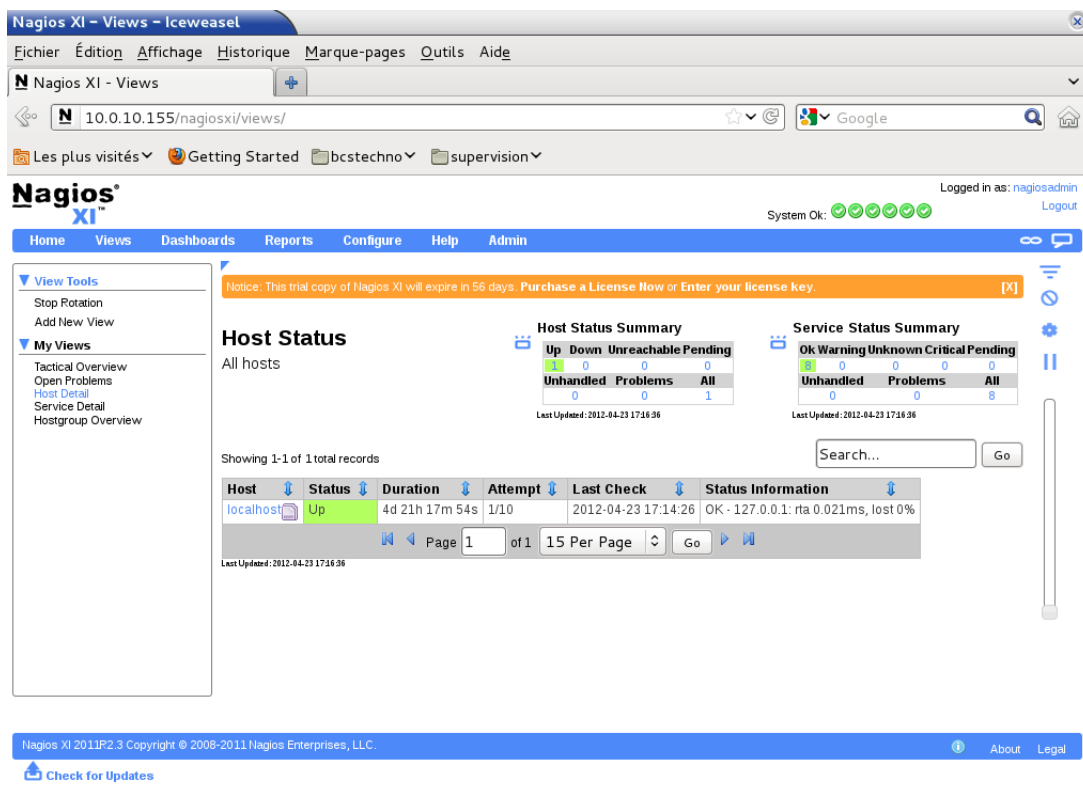 Nagios XI - Views - Iceweasel
Fichier Édition Affichage Historique Marque-pages Outils Aide
N Nagios XI - Views
N 10.0.10.155/nagiosxi/views/ Google
Les plus visités Getting Started bcstechno supervision
Nagios® XI™
Logged in as: nagiosadmin
System Ok: Logout
Home Views Dashboards Reports Configure Help Admin
View Tools
Stop Rotation
Add New View
My Views
Tactical Overview
Open Problems
Host Detail
Service Detail
Hostgroup Overview
Notice: This trial copy of Nagios XI will expire in 56 days. Purchase a License Now or Enter your license key. [X]
Host Status
All hosts
Host Status Summary
Up Down Unreachable Pending
1 0 0 0
Unhandled Problems All
0 0 1
Last Updated: 2012-04-23 17:16:36
Service Status Summary
Ok Warning Unknown Critical Pending
8 0 0 0 0
Unhandled Problems All
0 0 8
Last Updated: 2012-04-23 17:16:36
Showing 1-1 of 1 total records
Search... Go
Host Status Duration Attempt Last Check Status Information
localhost Up 4d 21h 17m 54s 1/10 2012-04-23 17:14:26 OK - 127.0.0.1: rta 0.021ms, lost 0%
Page 1 of 1 15 Per Page Go
Last Updated: 2012-04-23 17:16:36
Nagios XI 2011R2.3 Copyright © 2008-2011 Nagios Enterprises, LLC. About Legal
Check for Updates